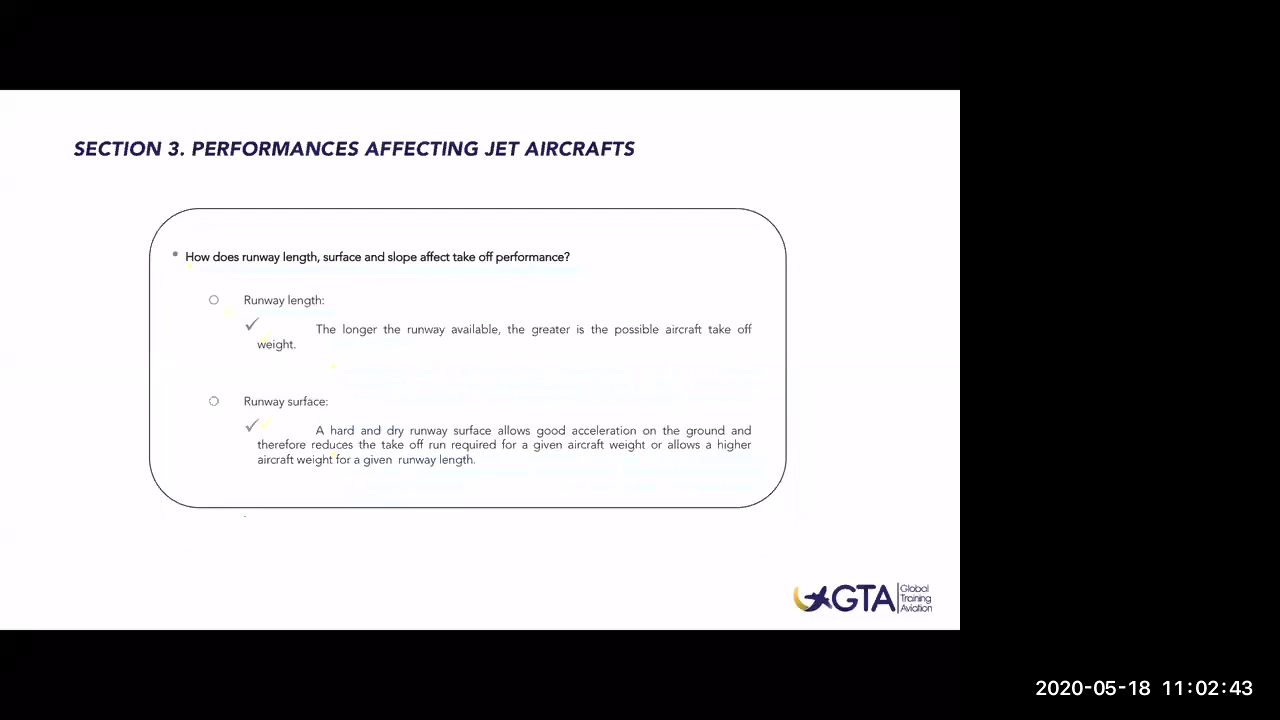 SECTION 3. PERFORMANCES AFFECTING JET AIRCRAFTS
How does runway length, surface and slope affect take off performance?
Runway length:
The longer the runway available, the greater is the possible aircraft take off
weight.
Runway surface:
A hard and dry runway surface allows good acceleration on the ground and
therefore reduces the take off run required for a given aircraft weight or allows a higher
aircraft weight for a given runway length.
GTA
Global
Training
Aviation
2020-05-18 11:02:43